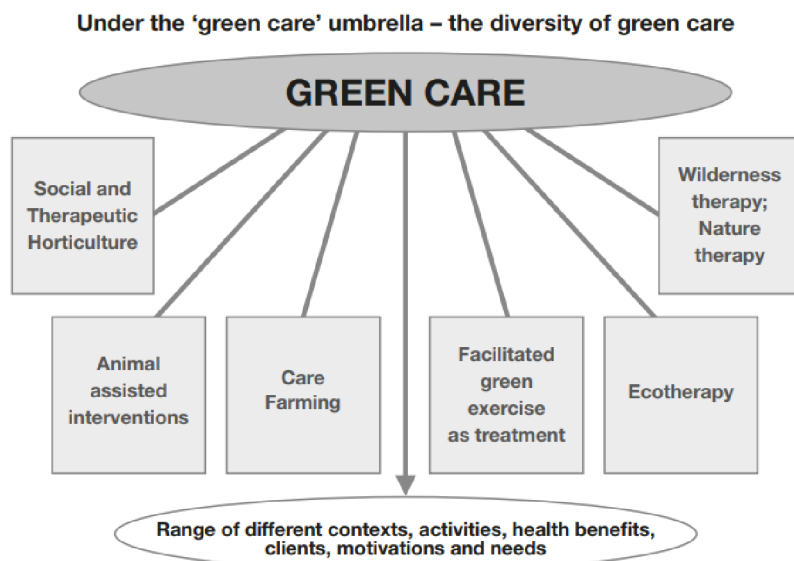 Under the ‘green care’ umbrella – the diversity of green care
GREEN CARE
Social and
Therapeutic
Horticulture
Animal
assisted
interventions
Care
Farming
Facilitated
green
exercise
as treatment
Ecotherapy
Wilderness
therapy;
Nature
therapy
Range of different contexts, activities, health benefits,
clients, motivations and needs